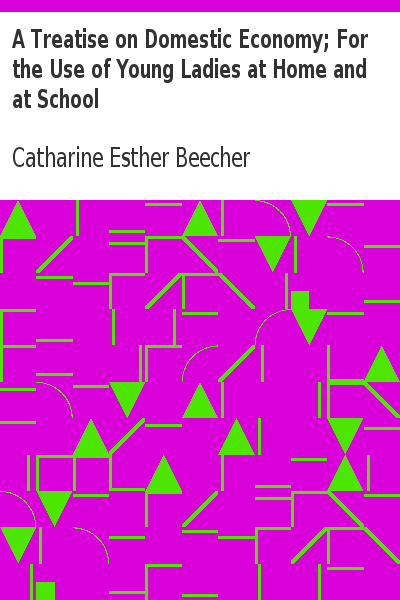 A Treatise on Domestic Economy; For
the Use of Young Ladies at Home and
at School
Catharine Esther Beecher